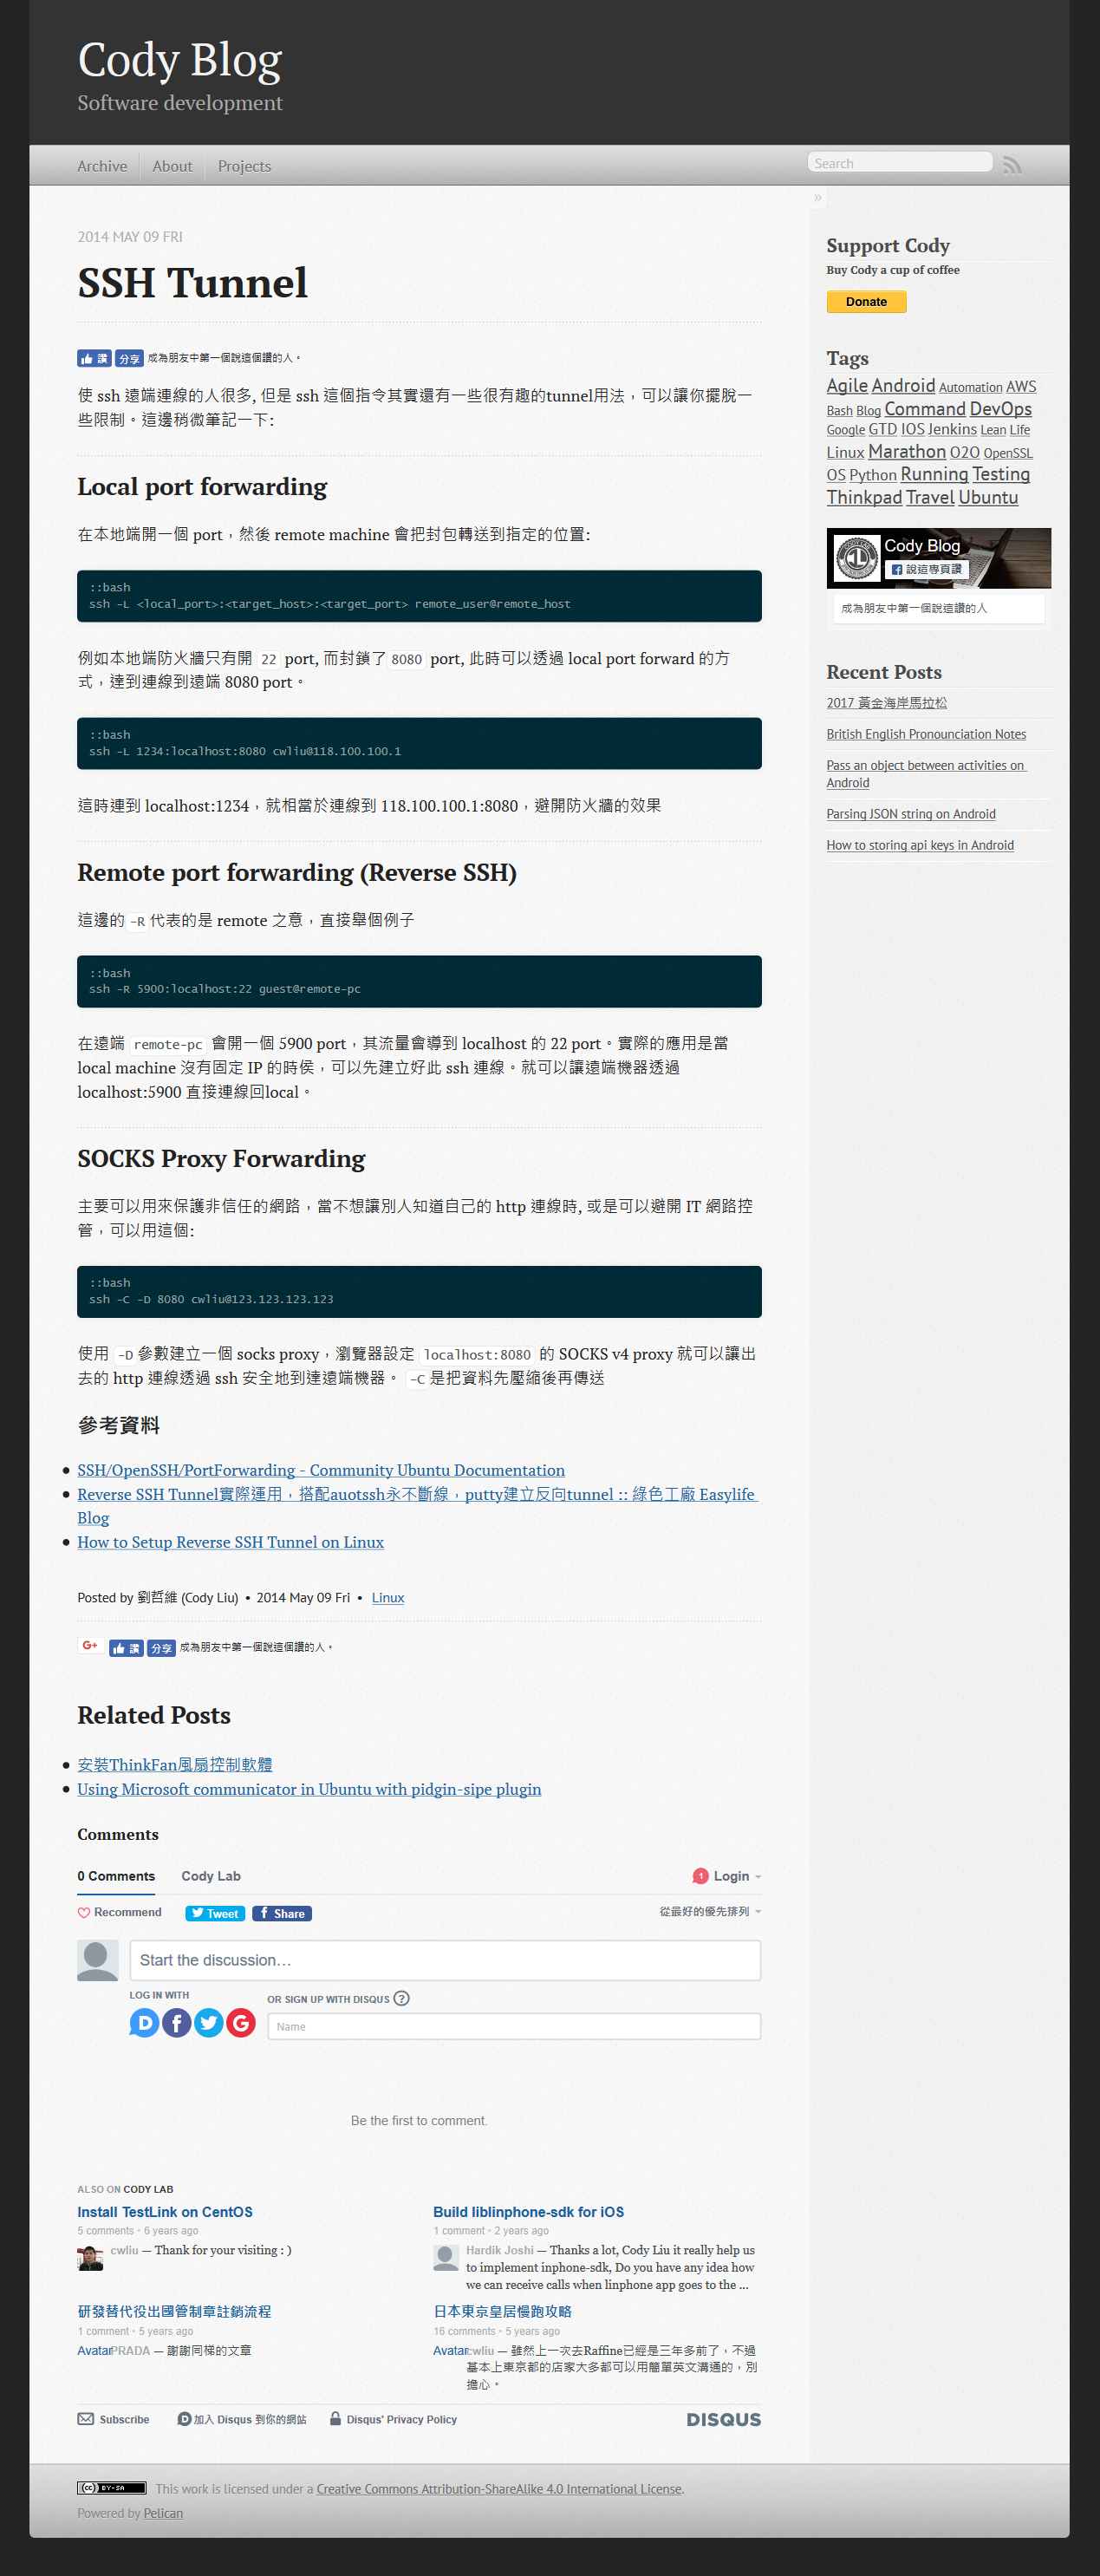 Cody Blog
Software development
Archive
About
Projects
Search
2014 MAY 09 FRI
SSH Tunnel
讚 分享 成為朋友中第一個說這個讚的人。
使 ssh 遠端連線的人很多, 但是 ssh 這個指令其實還有一些很有趣的tunnel用法，可以讓你擺脫一
些限制。這邊稍微筆記一下:
Local port forwarding
在本地端開一個 port，然後 remote machine 會把封包轉送到指定的位置:
::bash
ssh -L <local_port>:<target_host>:<target_port> remote_user@remote_host
例如本地端防火牆只有開 22 port, 而封鎖了 8080 port, 此時可以透過 local port forward 的方
式，達到連線到遠端 8080 port。
::bash
ssh -L 1234:localhost:8080 cwliu@118.100.100.1
這時連到 localhost:1234，就相當於連線到 118.100.100.1:8080，避開防火牆的效果
Remote port forwarding (Reverse SSH)
這邊的 -R 代表的是 remote 之意，直接舉個例子
::bash
ssh -R 5900:localhost:22 guest@remote-pc
在遠端 remote-pc 會開一個 5900 port，其流量會導到 localhost 的 22 port。實際的應用是當
local machine 沒有固定 IP 的時侯，可以先建立好此 ssh 連線。就可以讓遠端機器透過
localhost:5900 直接連線回local。
SOCKS Proxy Forwarding
主要可以用來保護非信任的網路，當不想讓別人知道自己的 http 連線時, 或是可以避開 IT 網路控
管，可以用這個:
::bash
ssh -C -D 8080 cwliu@123.123.123.123
使用 -D 參數建立一個 socks proxy，瀏覽器設定 localhost:8080 的 SOCKS v4 proxy 就可以讓出
去的 http 連線透過 ssh 安全地到達遠端機器。 -C 是把資料先壓縮後再傳送
參考資料
SSH/OpenSSH/PortForwarding - Community Ubuntu Documentation
Reverse SSH Tunnel實際運用，搭配auotssh永不斷線，putty建立反向tunnel :: 綠色工廠 Easylife
Blog
How to Setup Reverse SSH Tunnel on Linux
Posted by 劉哲維 (Cody Liu) • 2014 May 09 Fri • Linux
G+ 讚 分享 成為朋友中第一個說這個讚的人。
Related Posts
安裝ThinkFan風扇控制軟體
Using Microsoft communicator in Ubuntu with pidgin-sipe plugin
Comments
0 Comments Cody Lab 1 Login
Recommend Tweet Share 從最好的優先排列
Start the discussion…
LOG IN WITH
OR SIGN UP WITH DISQUS ?
Name
Be the first to comment.
ALSO ON CODY LAB
Install TestLink on CentOS
5 comments • 6 years ago
cwliu — Thank for your visiting : )
Build liblinphone-sdk for iOS
1 comment • 2 years ago
Hardik Joshi — Thanks a lot, Cody Liu it really help us
to implement inphone-sdk, Do you have any idea how
we can receive calls when linphone app goes to the ...
研發替代役出國管制章註銷流程
1 comment • 5 years ago
Avatar PRADA — 謝謝同梯的文章
日本東京皇居慢跑攻略
16 comments • 5 years ago
Avatar cwliu — 雖然上一次去Raffine已經是三年多前了，不過
基本上東京都的店家大多都可以用簡單英文溝通的，別
擔心。
Subscribe
加入 Disqus 到你的網站
Disqus' Privacy Policy
DISQUS
»
Support Cody
Buy Cody a cup of coffee
Donate
Tags
Agile Android Automation AWS
Bash Blog Command DevOps
Google GTD IOS Jenkins Lean Life
Linux Marathon O2O OpenSSL
OS Python Running Testing
Thinkpad Travel Ubuntu
Cody Blog
說這專頁讚
成為朋友中第一個說這讚的人
Recent Posts
2017 黃金海岸馬拉松
British English Pronounciation Notes
Pass an object between activities on
Android
Parsing JSON string on Android
How to storing api keys in Android
(cc) BY-SA This work is licensed under a Creative Commons Attribution-ShareAlike 4.0 International License.
Powered by Pelican